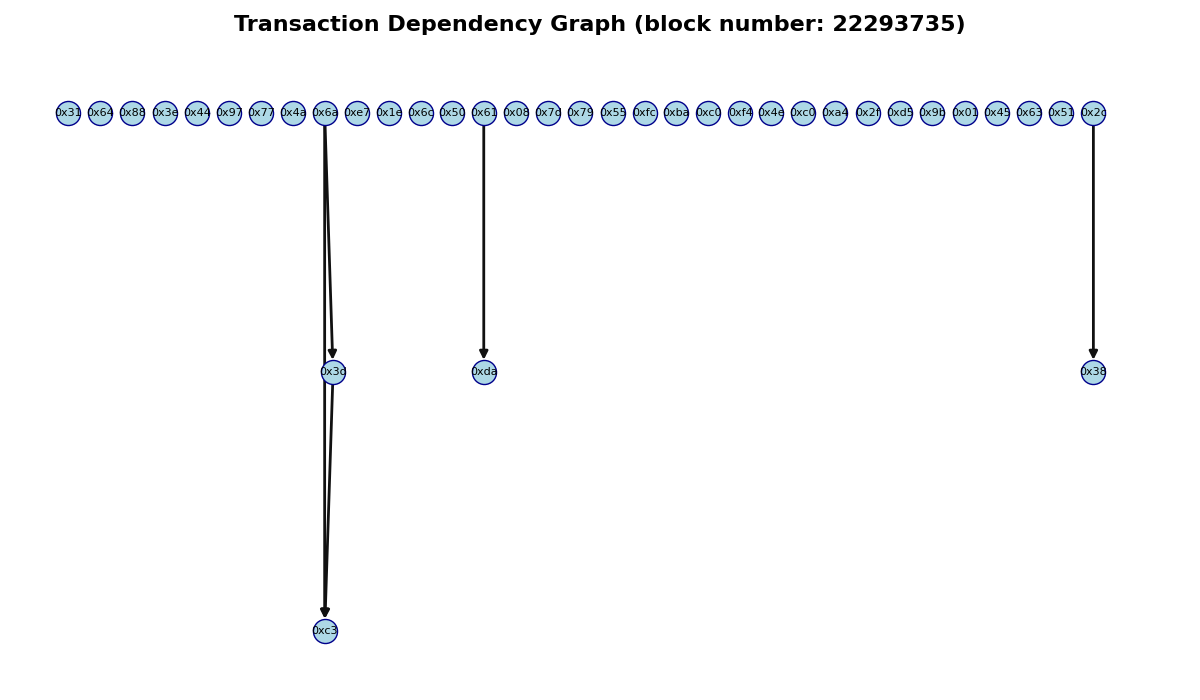 Transaction Dependency Graph (block number: 22293735)
0x31 0x64 0x88 0x3e 0x44 0x97 0x77 0x4a 0x6a 0xe7 0x1e 0x6c 0x50 0x61 0x08 0x7d 0x79 0x55 0xfc 0xba 0xc0 0xf4 0x4e 0xc0 0xa4 0x2f 0xd5 0x9b 0x01 0x45 0x63 0x51 0x2c
0x3d 0xda 0x38
0xc3